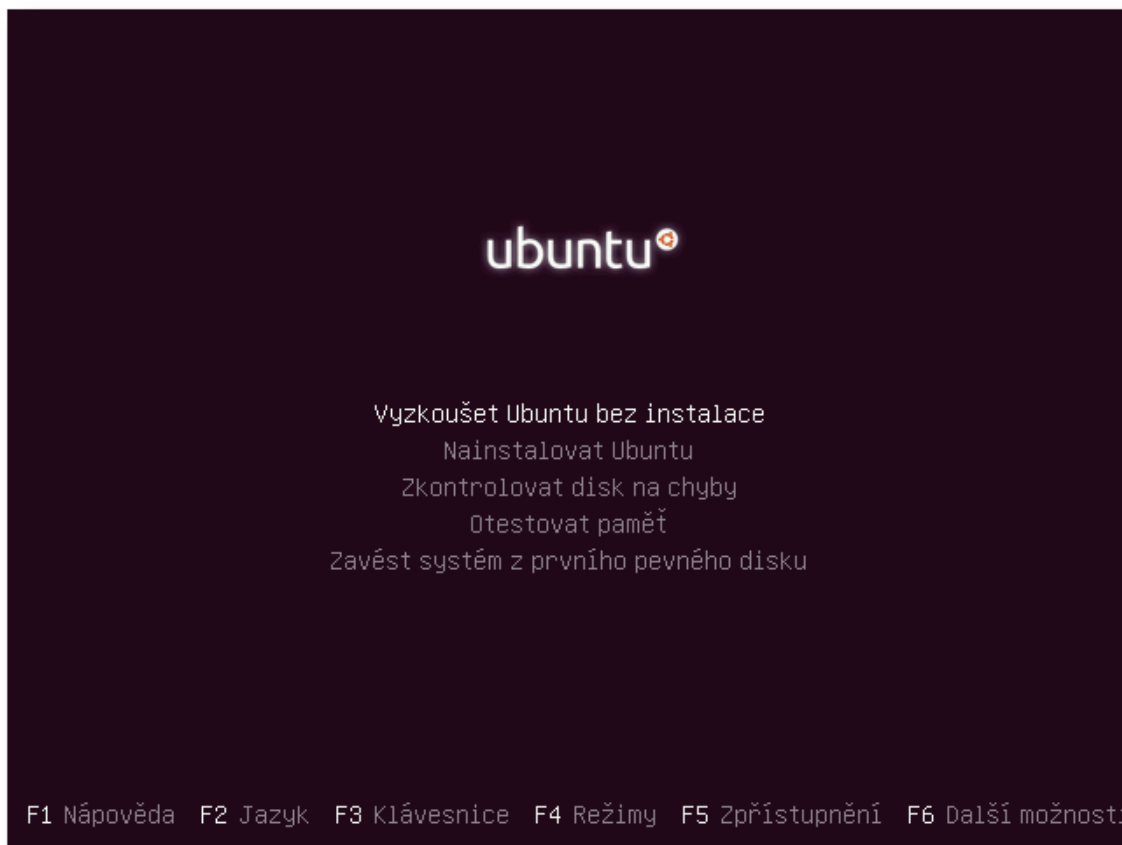 ubuntu
Vyzkoušet Ubuntu bez instalace
Nainstalovat Ubuntu
Zkontrolovat disk na chyby
Otestovat paměť
Zavést systém z prvního pevného disku
F1 Nápověda F2 Jazyk F3 Klávesnice F4 Režimy F5 Zpřístupnění F6 Další možnosti